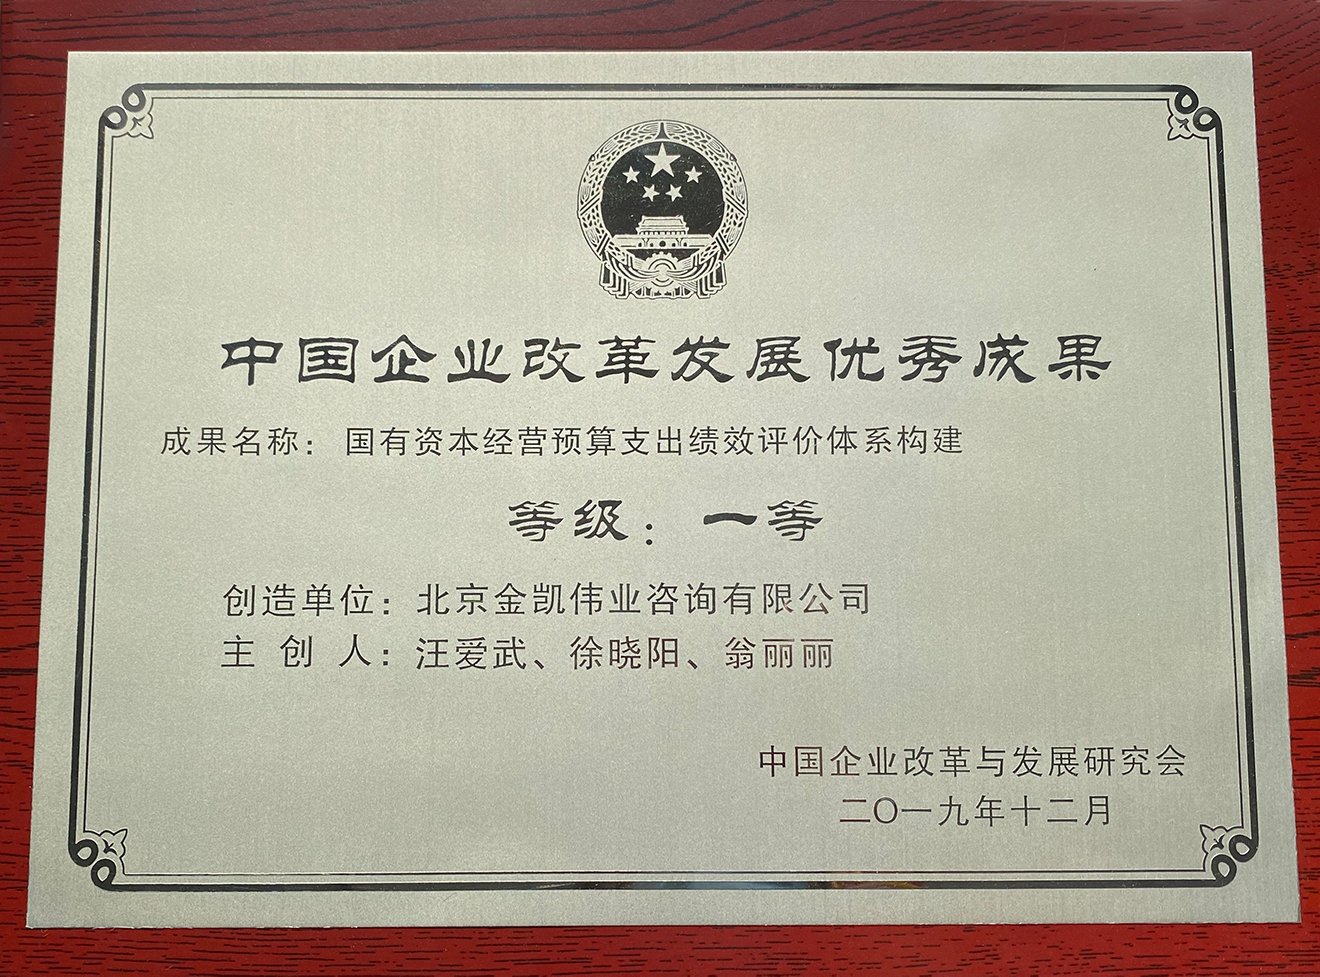 中国企业改革发展优秀成果
成果名称：国有资本经营预算支出绩效评价体系构建
等级：一等
创造单位：北京金凯伟业咨询有限公司
主创人：汪爱武、徐晓阳、翁丽丽
中国企业改革与发展研究会
二〇一九年十二月